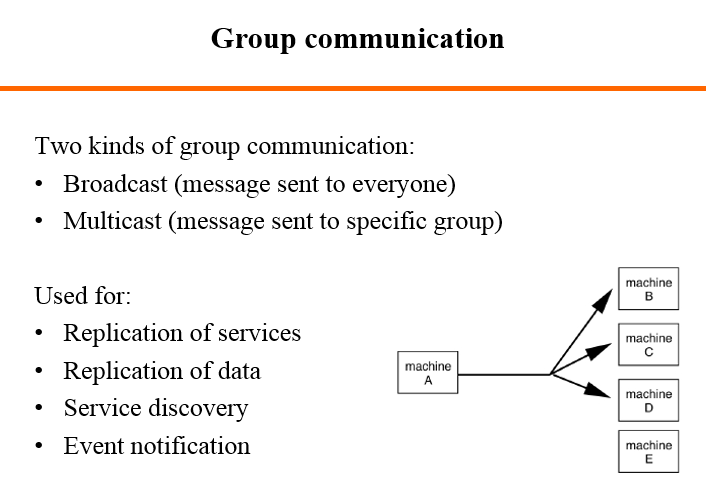 Group communication
Two kinds of group communication:
• Broadcast (message sent to everyone)
• Multicast (message sent to specific group)
Used for:
• Replication of services
• Replication of data
• Service discovery
• Event notification
machine
A
machine
B
machine
C
machine
D
machine
E